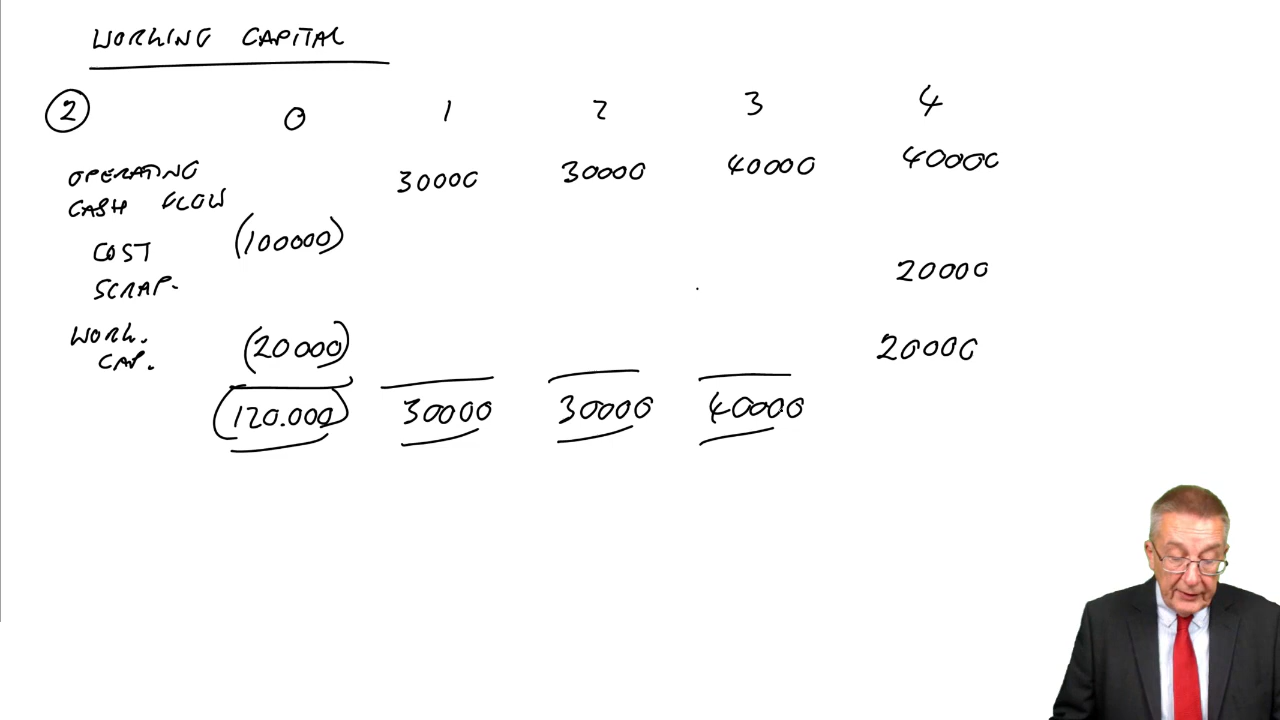 WORKING CAPITAL
2 0 1 2 3 4
OPERATING
CASH FLOW 30000 30000 40000 40000
COST (100000)
SCRAP. 20000
WORK.
CAP. (20000) 20000
(120.000) 30000 30000 40000